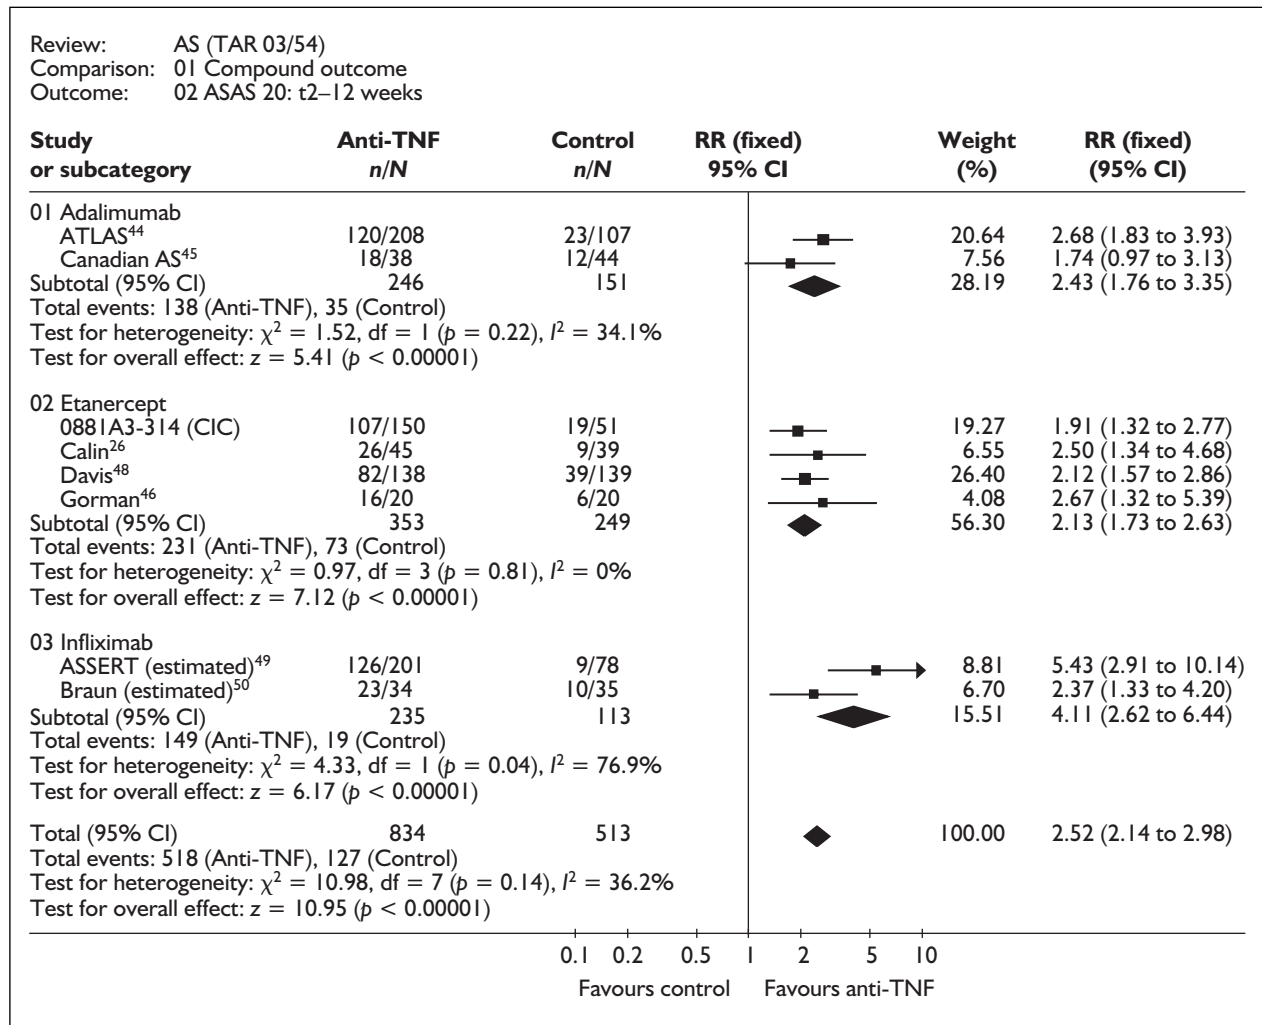 Review: AS (TAR 03/54)
Comparison: 01 Compound outcome
Outcome: 02 ASAS 20: t2–12 weeks
Study Anti-TNF Control RR (fixed) Weight RR (fixed)
or subcategory n/N n/N 95% CI (%) (95% CI)
01 Adalimumab
ATLAS44 120/208 23/107 20.64 2.68 (1.83 to 3.93)
Canadian AS45 18/38 12/44 7.56 1.74 (0.97 to 3.13)
Subtotal (95% CI) 246 151 28.19 2.43 (1.76 to 3.35)
Total events: 138 (Anti-TNF), 35 (Control)
Test for heterogeneity: χ2 = 1.52, df = 1 (p = 0.22), I2 = 34.1%
Test for overall effect: z = 5.41 (p < 0.00001)
02 Etanercept
0881A3-314 (CIC) 107/150 19/51 19.27 1.91 (1.32 to 2.77)
Calin26 26/45 9/39 6.55 2.50 (1.34 to 4.68)
Davis48 82/138 39/139 26.40 2.12 (1.57 to 2.86)
Gorman46 16/20 6/20 4.08 2.67 (1.32 to 5.39)
Subtotal (95% CI) 353 249 56.30 2.13 (1.73 to 2.63)
Total events: 231 (Anti-TNF), 73 (Control)
Test for heterogeneity: χ2 = 0.97, df = 3 (p = 0.81), I2 = 0%
Test for overall effect: z = 7.12 (p < 0.00001)
03 Infliximab
ASSERT (estimated)49 126/201 9/78 8.81 5.43 (2.91 to 10.14)
Braun (estimated)50 23/34 10/35 6.70 2.37 (1.33 to 4.20)
Subtotal (95% CI) 235 113 15.51 4.11 (2.62 to 6.44)
Total events: 149 (Anti-TNF), 19 (Control)
Test for heterogeneity: χ2 = 4.33, df = 1 (p = 0.04), I2 = 76.9%
Test for overall effect: z = 6.17 (p < 0.00001)
Total (95% CI) 834 513 100.00 2.52 (2.14 to 2.98)
Total events: 518 (Anti-TNF), 127 (Control)
Test for heterogeneity: χ2 = 10.98, df = 7 (p = 0.14), I2 = 36.2%
Test for overall effect: z = 10.95 (p < 0.00001)
0.1 0.2 0.5 1 2 5 10
Favours control Favours anti-TNF